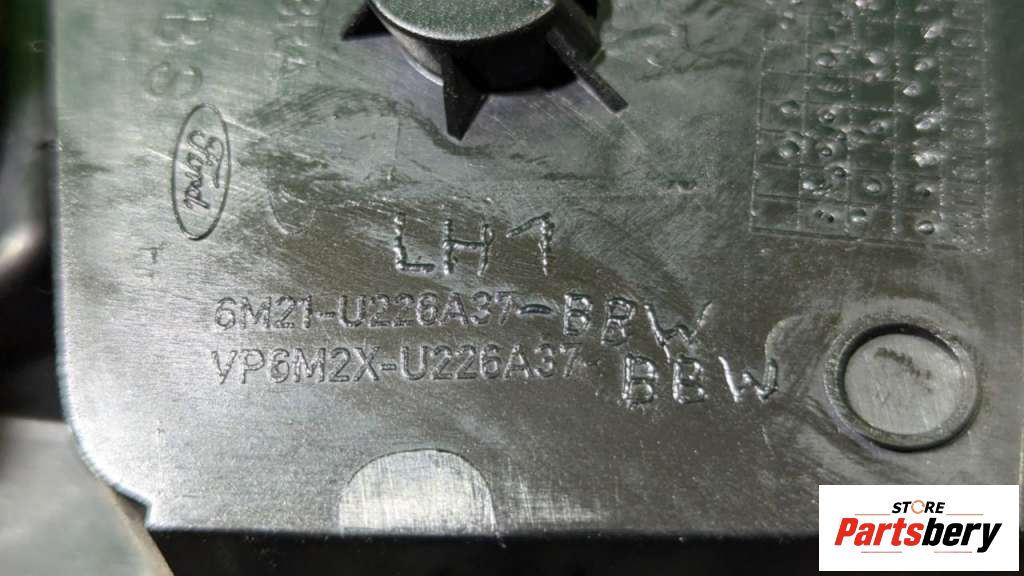 Ford
LH1
6M21-U226A37-BBW
VP6M2X-U226A37-BBW
STORE
Partsbery